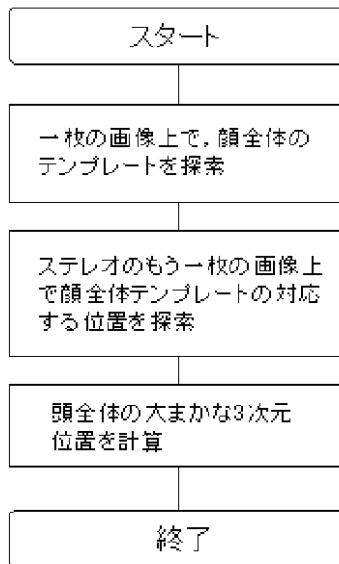 スタート
一枚の画像上で，顔全体の
テンプレートを探索
ステレオのもう一枚の画像上
で顔全体テンプレートの対応
する位置を探索
頭全体の大まかな3次元
位置を計算
終了